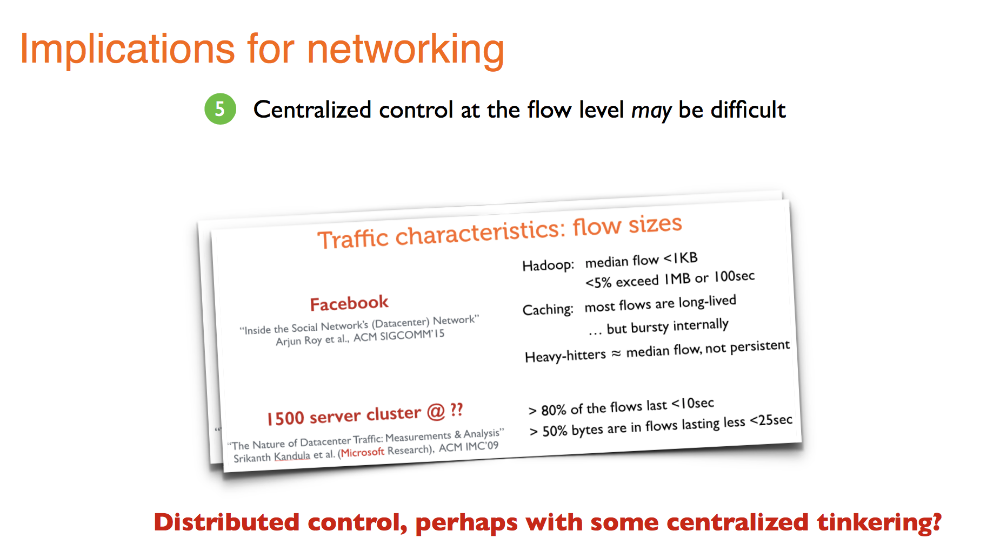 Implications for networking
5 Centralized control at the flow level may be difficult
Traffic characteristics: flow sizes
Hadoop: median flow <1KB
<5% exceed 1MB or 100sec
Facebook
Caching: most flows are long-lived
“Inside the Social Network’s (Datacenter) Network”
… but bursty internally
Arjun Roy et al., ACM SIGCOMM’15
Heavy-hitters ≈ median flow, not persistent
1500 server cluster @ ??
> 80% of the flows last <10sec
> 50% bytes are in flows lasting less <25sec
“The Nature of Datacenter Traffic: Measurements & Analysis”
Srikanth Kandula et al. (Microsoft Research), ACM IMC’09
Distributed control, perhaps with some centralized tinkering?